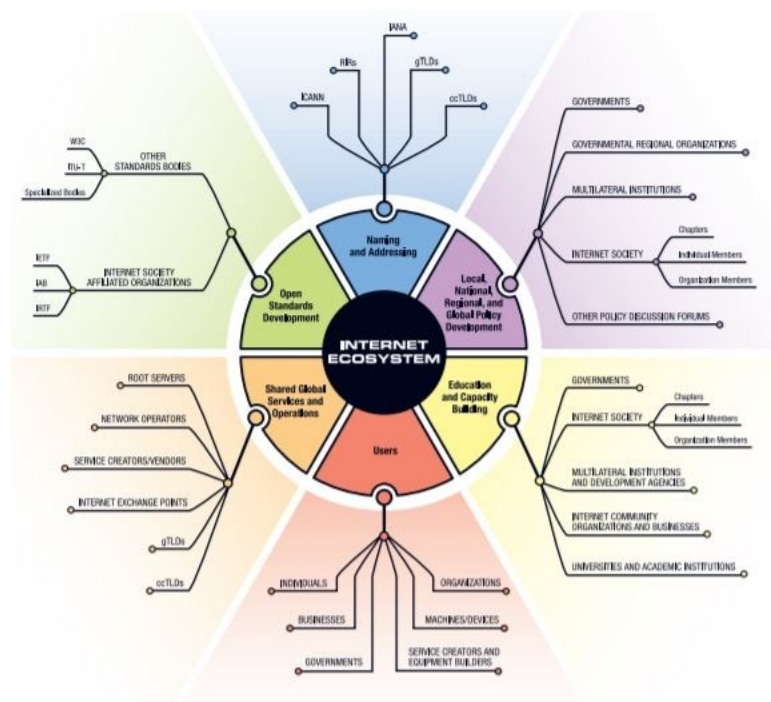 IANA
RIRs
gTLDs
ICANN
ccTLDs
W3C
ITU-T
Specialized Bodies
OTHER
STANDARDS BODIES
IETF
IAB
IRTF
INTERNET SOCIETY
AFFILIATED ORGANIZATIONS
GOVERNMENTS
GOVERNMENTAL REGIONAL ORGANIZATIONS
MULTILATERAL INSTITUTIONS
INTERNET SOCIETY
Chapters
Individual Members
Organization Members
OTHER POLICY DISCUSSION FORUMS
Naming
and Addressing
Open
Standards
Development
Local,
National,
Regional, and
Global Policy
Development
INTERNET
ECOSYSTEM
Shared Global
Services and
Operations
Education
and Capacity
Building
Users
ROOT SERVERS
NETWORK OPERATORS
SERVICE CREATORS/VENDORS
INTERNET EXCHANGE POINTS
gTLDs
ccTLDs
GOVERNMENTS
INTERNET SOCIETY
Chapters
Individual Members
Organization Members
MULTILATERAL INSTITUTIONS
AND DEVELOPMENT AGENCIES
INTERNET COMMUNITY
ORGANIZATIONS AND BUSINESSES
UNIVERSITIES AND ACADEMIC INSTITUTIONS
INDIVIDUALS
BUSINESSES
GOVERNMENTS
ORGANIZATIONS
MACHINES/DEVICES
SERVICE CREATORS AND
EQUIPMENT BUILDERS